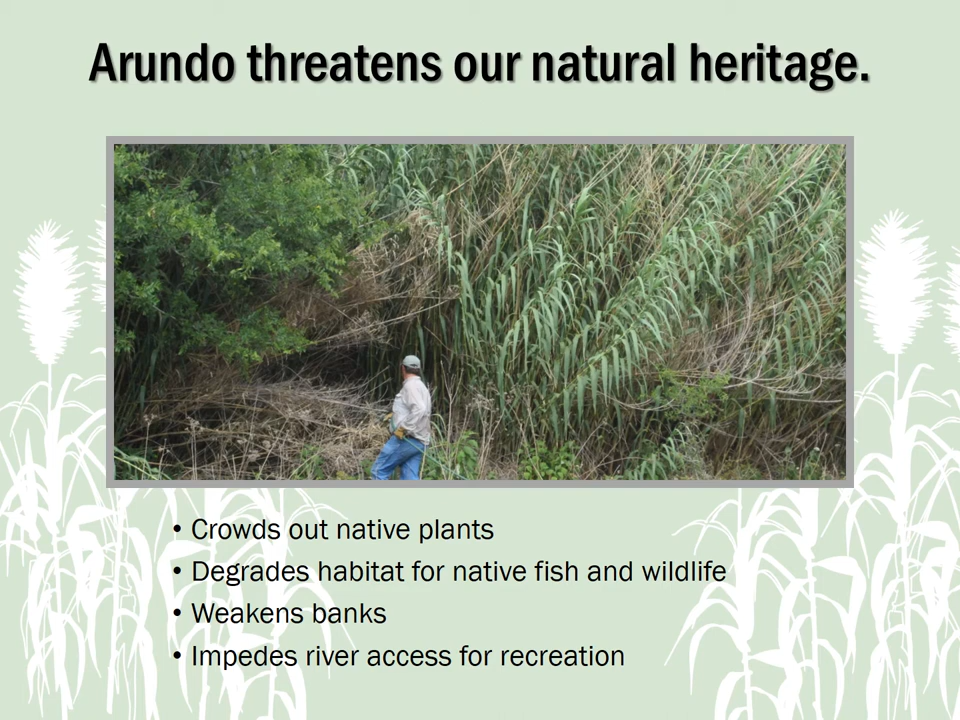 Arundo threatens our natural heritage.
• Crowds out native plants
• Degrades habitat for native fish and wildlife
• Weakens banks
• Impedes river access for recreation